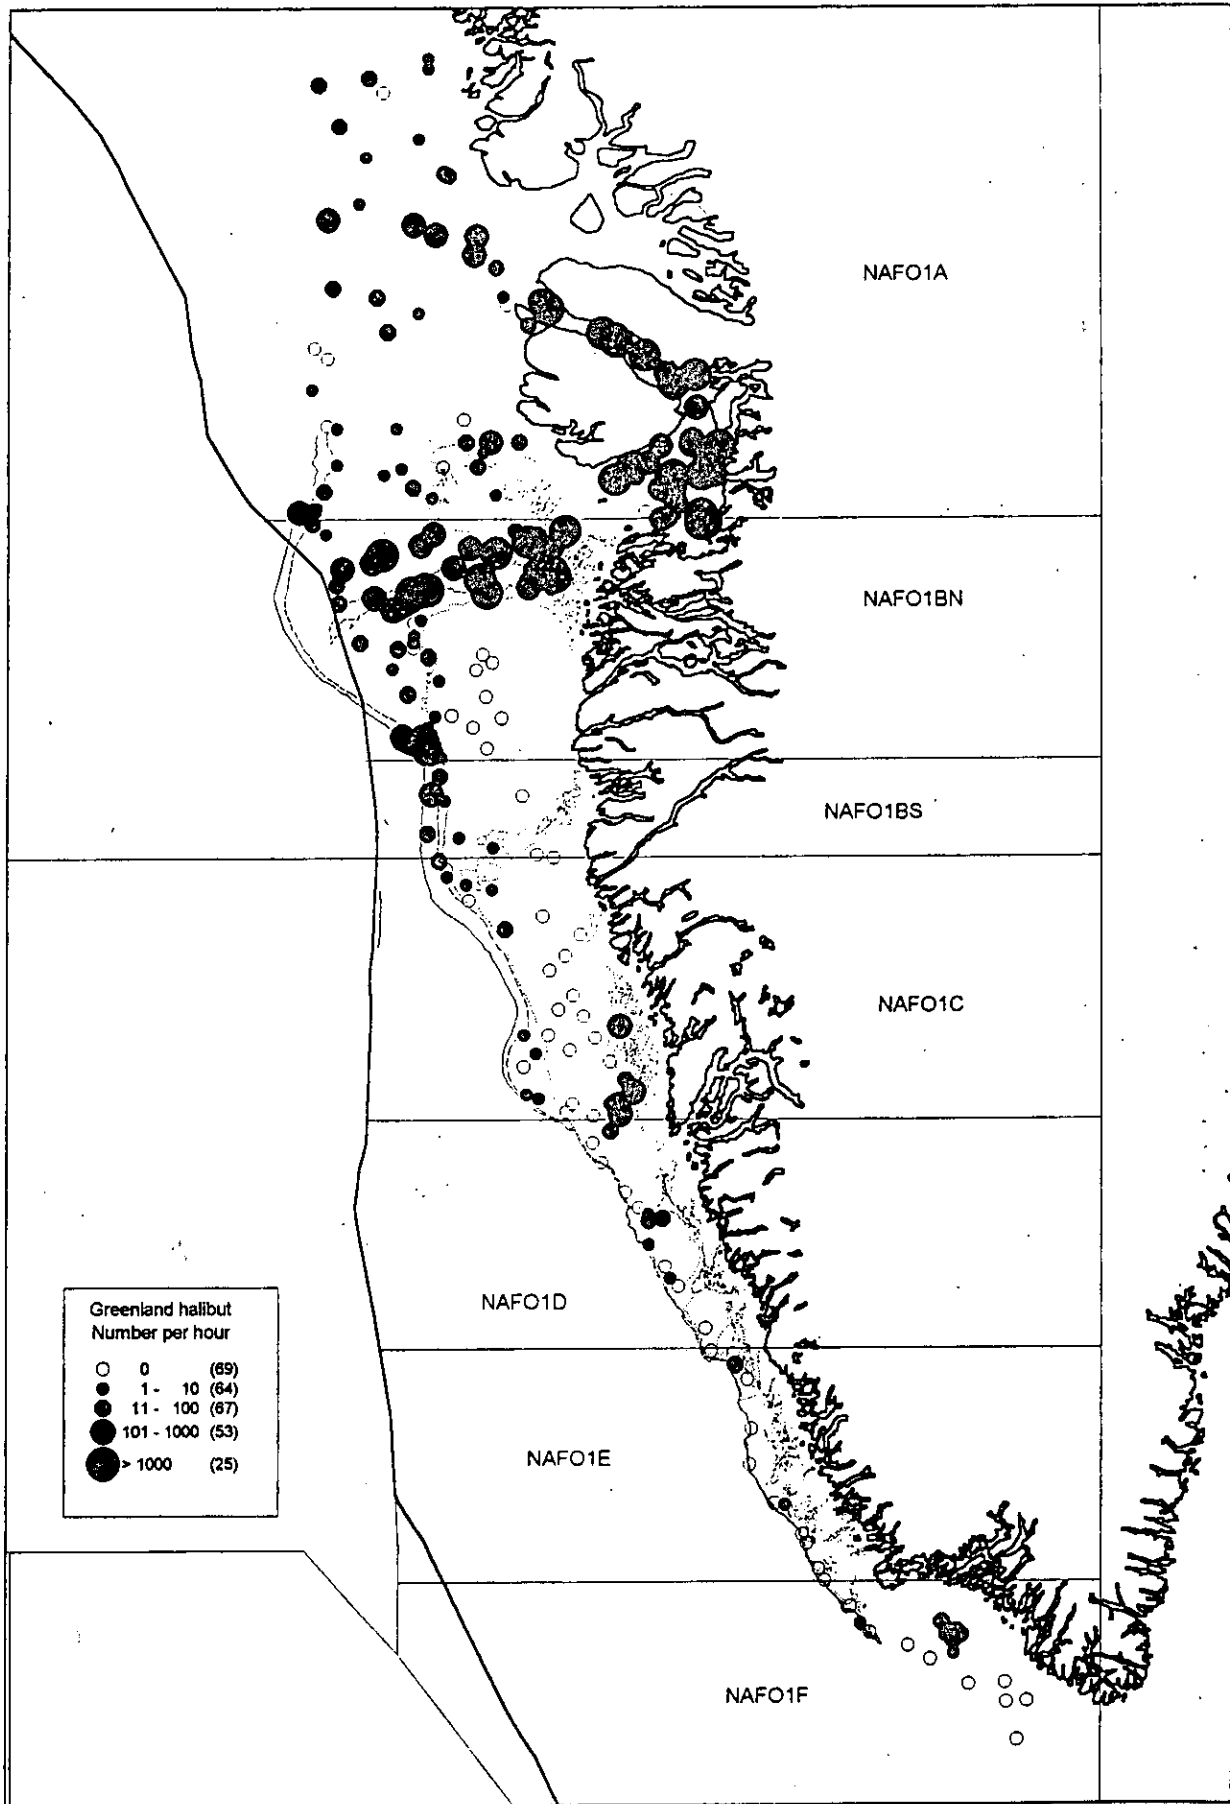 NAFO1A
NAFO1BN
NAFO1BS
NAFO1C
NAFO1D
Greenland halibut
Number per hour
0 (69)
1 - 10 (64)
11 - 100 (67)
101 - 1000 (53)
> 1000 (25)
NAFO1E
NAFO1F